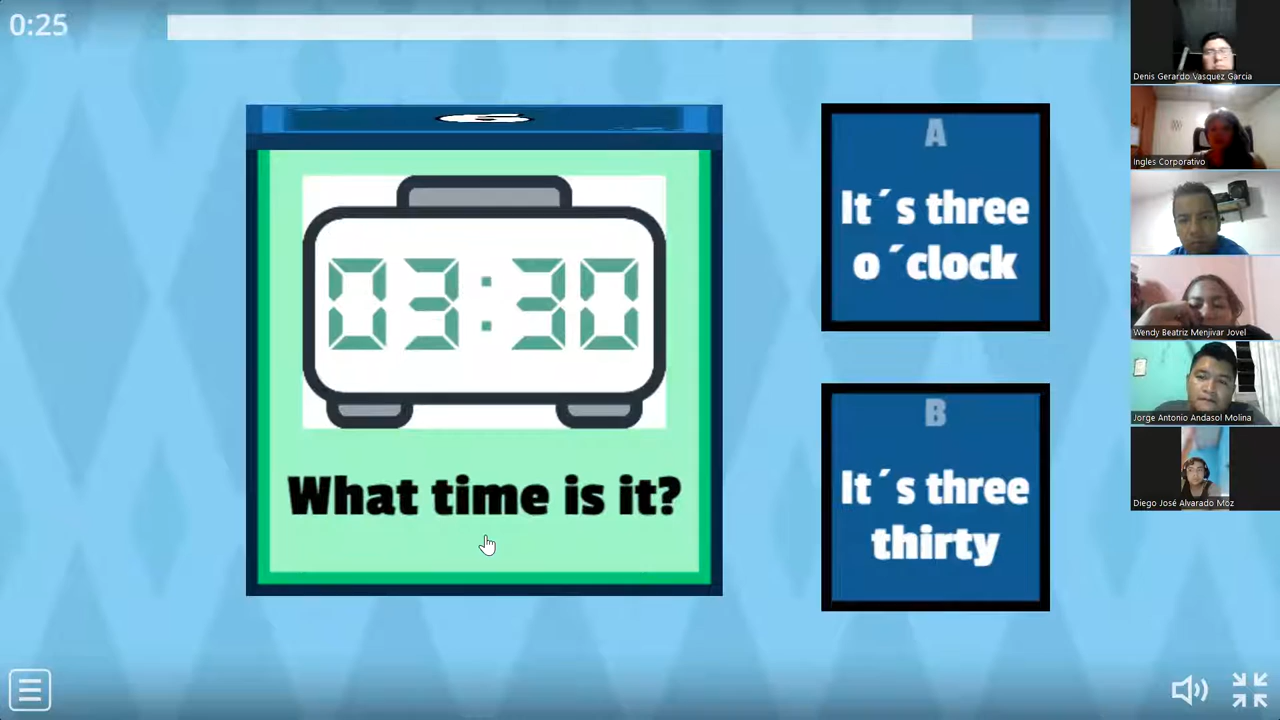 0:25
03:30
What time is it?
A
It´s three
o´clock
B
It´s three
thirty
Denis Gerardo Vasquez Garcia
Ingles Corporativo
Wendy Beatriz Menjivar Jovel
Jorge Antonio Andasol Molina
Diego José Alvarado Moz